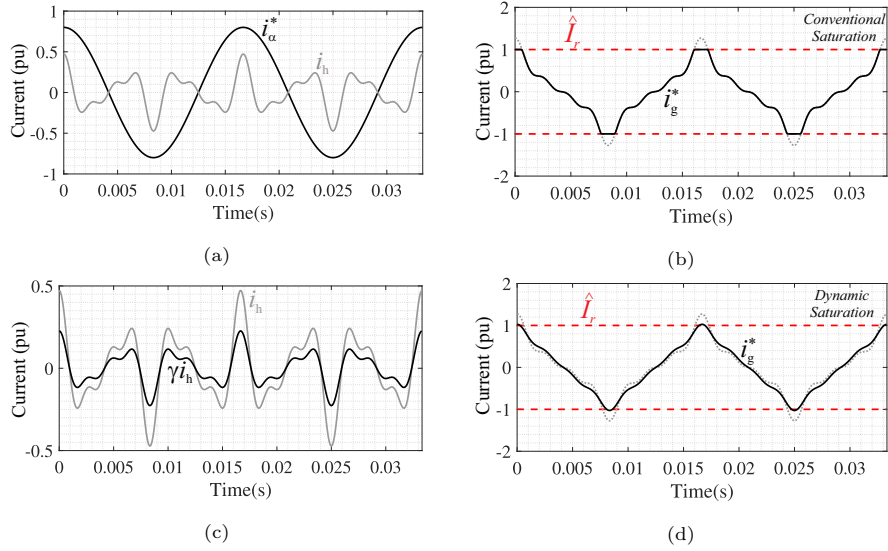 1
0.5
0
-0.5
-1
Current (pu)
i*α
ih
0 0.005 0.01 0.015 0.02 0.025 0.03
Time(s)
(a)
2
1
0
-1
-2
Current (pu)
Îr
i*g
Conventional
Saturation
0 0.005 0.01 0.015 0.02 0.025 0.03
Time(s)
(b)
0.5
0
-0.5
Current (pu)
ih
γih
0 0.005 0.01 0.015 0.02 0.025 0.03
Time(s)
(c)
2
1
0
-1
-2
Current (pu)
Îr
i*g
Dynamic
Saturation
0 0.005 0.01 0.015 0.02 0.025 0.03
Time(s)
(d)